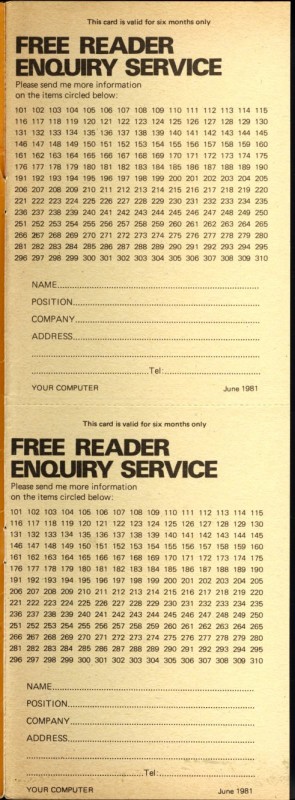 This card is valid for six months only
FREE READER
ENQUIRY SERVICE
Please send me more information
on the items circled below:
101 102 103 104 105 106 107 108 109 110 111 112 113 114 115
116 117 118 119 120 121 122 123 124 125 126 127 128 129 130
131 132 133 134 135 136 137 138 139 140 141 142 143 144 145
146 147 148 149 150 151 152 153 154 155 156 157 158 159 160
161 162 163 164 165 166 167 168 169 170 171 172 173 174 175
176 177 178 179 180 181 182 183 184 185 186 187 188 189 190
191 192 193 194 195 196 197 198 199 200 201 202 203 204 205
206 207 208 209 210 211 212 213 214 215 216 217 218 219 220
221 222 223 224 225 226 227 228 229 230 231 232 233 234 235
236 237 238 239 240 241 242 243 244 245 246 247 248 249 250
251 252 253 254 255 256 257 258 259 260 261 262 263 264 265
266 267 268 269 270 271 272 273 274 275 276 277 278 279 280
281 282 283 284 285 286 287 288 289 290 291 292 293 294 295
296 297 298 299 300 301 302 303 304 305 306 307 308 309 310
NAME
POSITION
COMPANY
ADDRESS
Tel:
YOUR COMPUTER June 1981
This card is valid for six months only
FREE READER
ENQUIRY SERVICE
Please send me more information
on the items circled below:
101 102 103 104 105 106 107 108 109 110 111 112 113 114 115
116 117 118 119 120 121 122 123 124 125 126 127 128 129 130
131 132 133 134 135 136 137 138 139 140 141 142 143 144 145
146 147 148 149 150 151 152 153 154 155 156 157 158 159 160
161 162 163 164 165 166 167 168 169 170 171 172 173 174 175
176 177 178 179 180 181 182 183 184 185 186 187 188 189 190
191 192 193 194 195 196 197 198 199 200 201 202 203 204 205
206 207 208 209 210 211 212 213 214 215 216 217 218 219 220
221 222 223 224 225 226 227 228 229 230 231 232 233 234 235
236 237 238 239 240 241 242 243 244 245 246 247 248 249 250
251 252 253 254 255 256 257 258 259 260 261 262 263 264 265
266 267 268 269 270 271 272 273 274 275 276 277 278 279 280
281 282 283 284 285 286 287 288 289 290 291 292 293 294 295
296 297 298 299 300 301 302 303 304 305 306 307 308 309 310
NAME
POSITION
COMPANY
ADDRESS
Tel:
YOUR COMPUTER June 1981